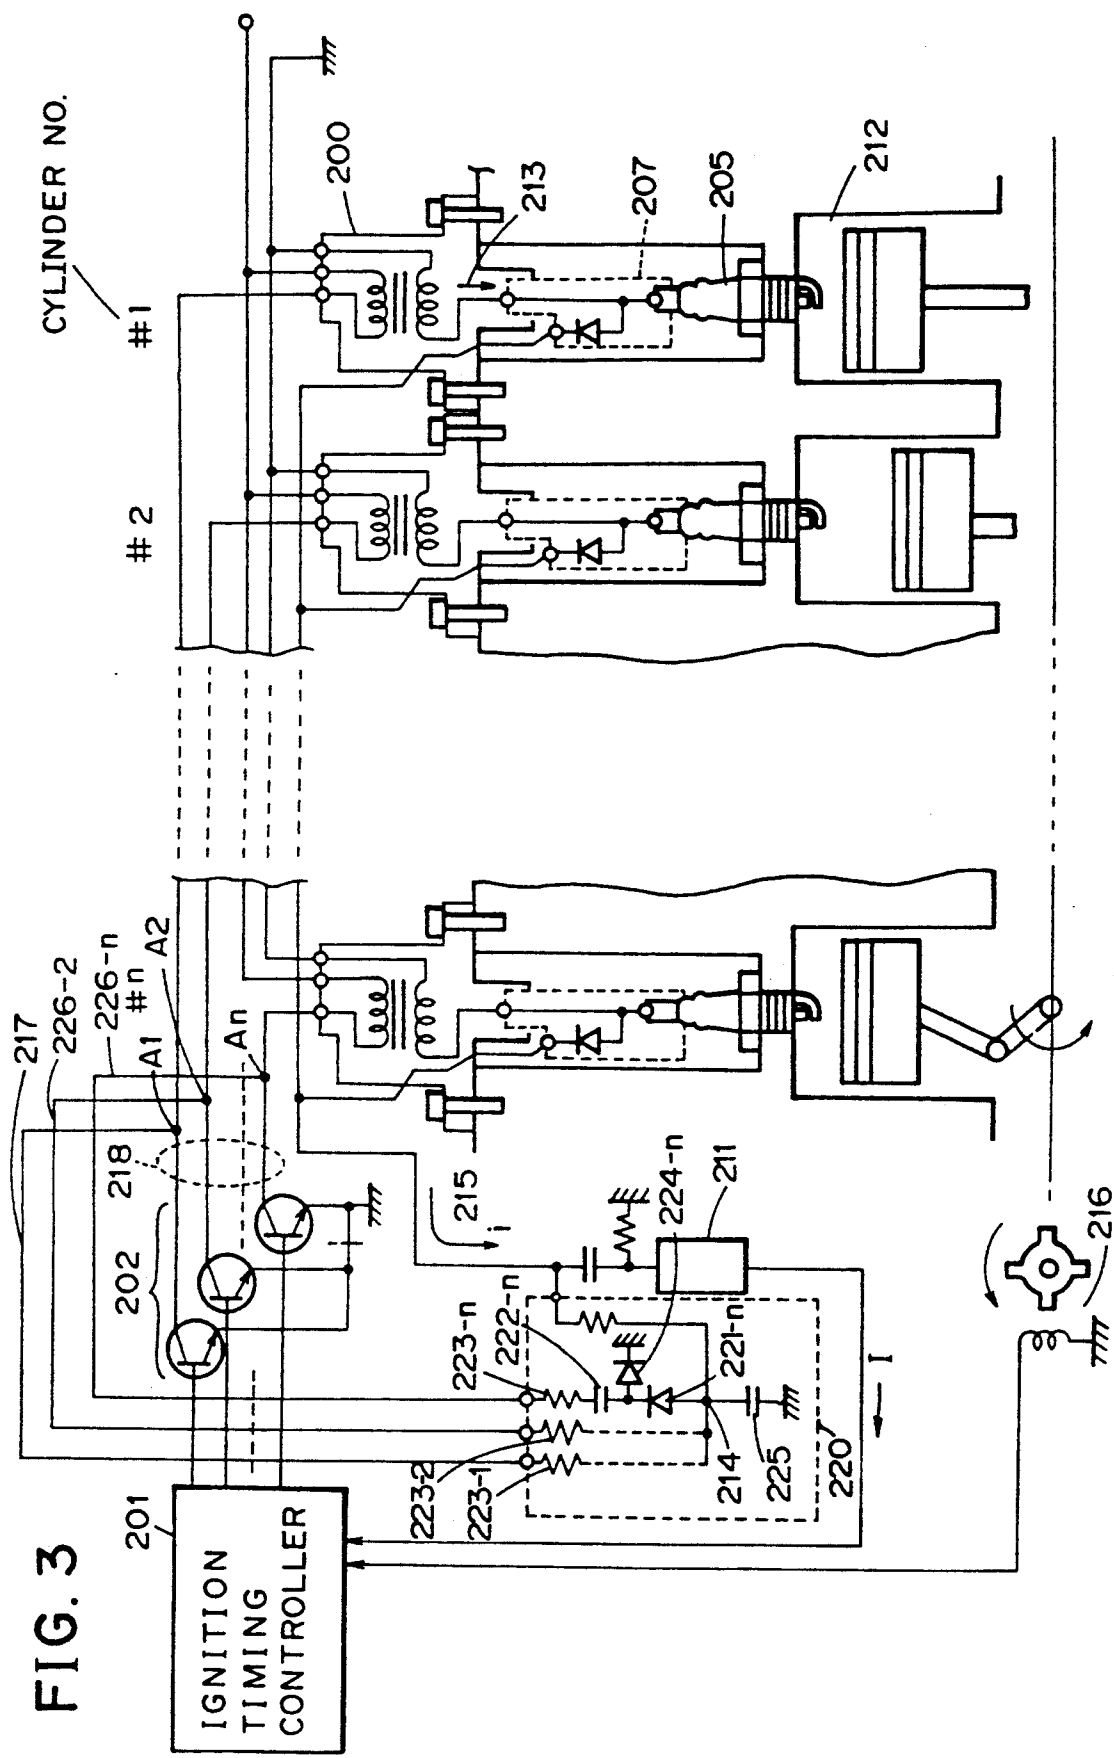 FIG. 3
CYLINDER NO.
#1
#2
#n
217
226-2
226-n
A1
A2
An
218
202
201
IGNITION
TIMING
CONTROLLER
200
213
207
205
212
215
i
223-n
222-n
224-n
211
221-n
223-2
223-1
214
225
220
I
216